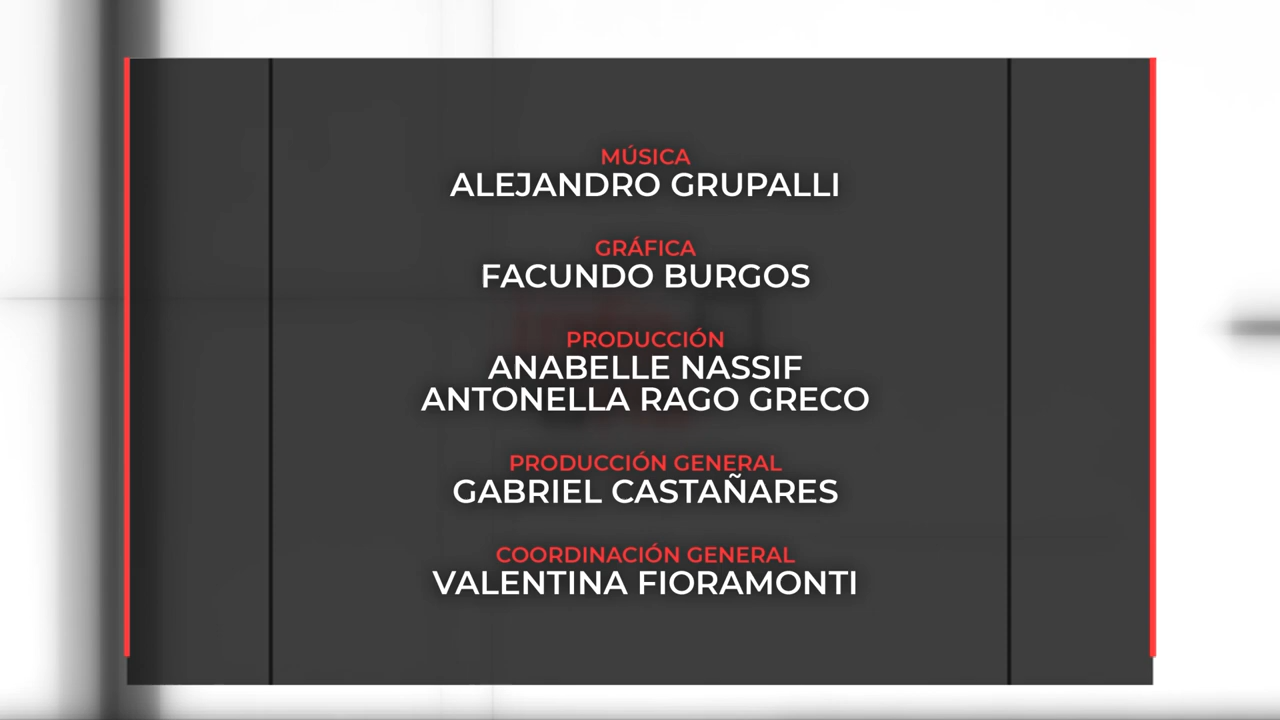 MÚSICA
ALEJANDRO GRUPALLI
GRÁFICA
FACUNDO BURGOS
PRODUCCIÓN
ANABELLE NASSIF
ANTONELLA RAGO GRECO
PRODUCCIÓN GENERAL
GABRIEL CASTAÑARES
COORDINACIÓN GENERAL
VALENTINA FIORAMONTI